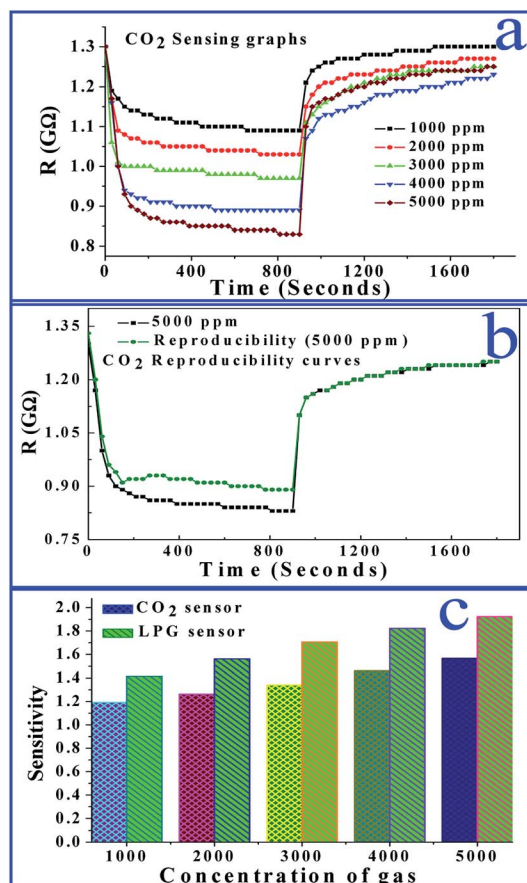 a
CO2 Sensing graphs
1.3
1.2
1.1
1.0
0.9
0.8
R (GΩ)
1000 ppm
2000 ppm
3000 ppm
4000 ppm
5000 ppm
0 400 800 1200 1600
Time (Seconds)
b
5000 ppm
Reproducibility (5000 ppm)
CO2 Reproducibility curves
1.35
1.20
1.05
0.90
0.75
R (GΩ)
0 400 800 1200 1600
Time (Seconds)
c
CO2 sensor
LPG sensor
2.0
1.8
1.6
1.4
1.2
1.0
0.8
0.6
0.4
0.2
0.0
Sensitivity
1000 2000 3000 4000 5000
Concentration of gas